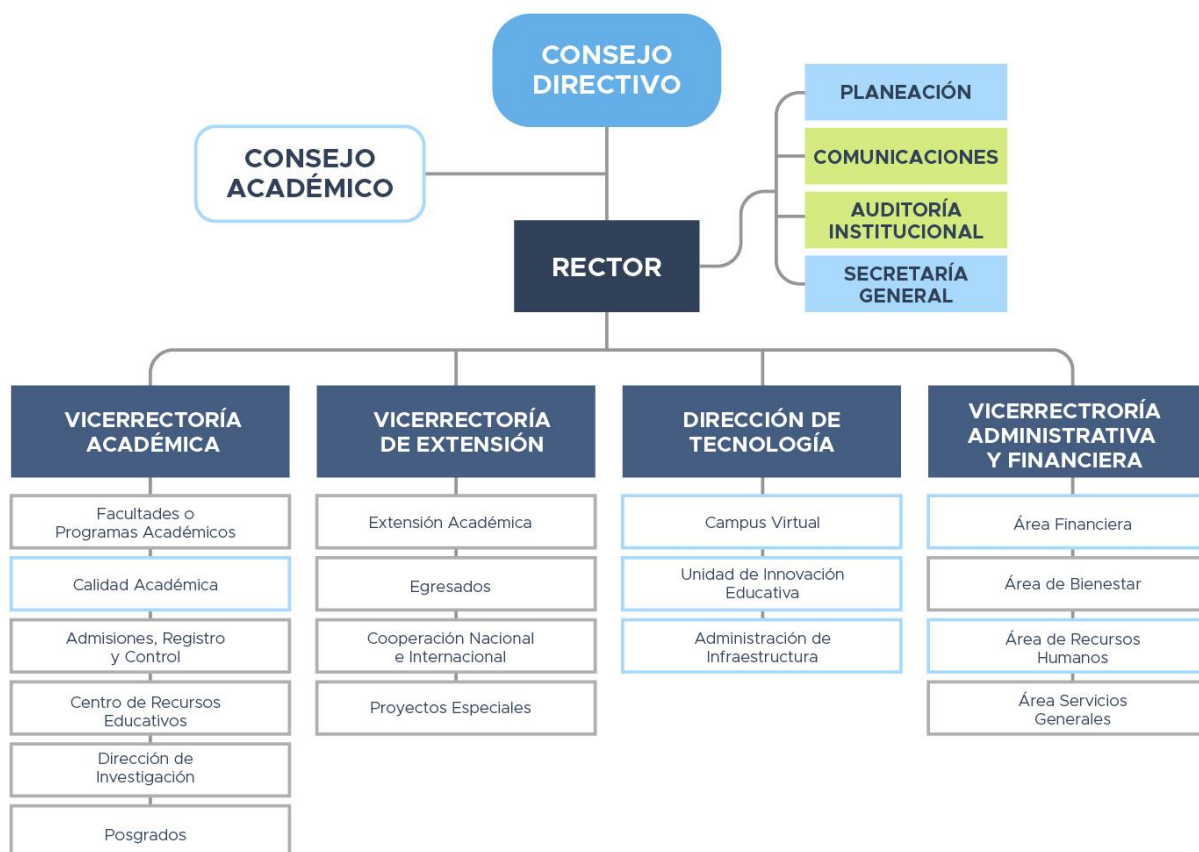 CONSEJO
DIRECTIVO
CONSEJO
ACADÉMICO
RECTOR
PLANEACIÓN
COMUNICACIONES
AUDITORÍA
INSTITUCIONAL
SECRETARÍA
GENERAL
VICERRECTORÍA
ACADÉMICA
Facultades o
Programas Académicos
Calidad Académica
Admisiones, Registro
y Control
Centro de Recursos
Educativos
Dirección de
Investigación
Posgrados
VICERRECTORÍA
DE EXTENSIÓN
Extensión Académica
Egresados
Cooperación Nacional
e Internacional
Proyectos Especiales
DIRECCIÓN DE
TECNOLOGÍA
Campus Virtual
Unidad de Innovación
Educativa
Administración de
Infraestructura
VICERRECTRORÍA
ADMINISTRATIVA
Y FINANCIERA
Área Financiera
Área de Bienestar
Área de Recursos
Humanos
Área Servicios
Generales